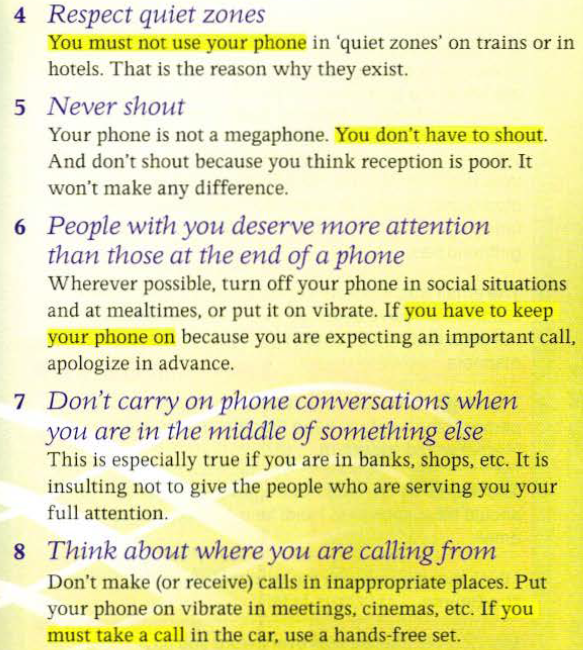 4 Respect quiet zones
You must not use your phone in 'quiet zones' on trains or in
hotels. That is the reason why they exist.
5 Never shout
Your phone is not a megaphone. You don't have to shout.
And don't shout because you think reception is poor. It
won't make any difference.
6 People with you deserve more attention
than those at the end of a phone
Wherever possible, turn off your phone in social situations
and at mealtimes, or put it on vibrate. If you have to keep
your phone on because you are expecting an important call,
apologize in advance.
7 Don't carry on phone conversations when
you are in the middle of something else
This is especially true if you are in banks, shops, etc. It is
insulting not to give the people who are serving you your
full attention.
8 Think about where you are calling from
Don't make (or receive) calls in inappropriate places. Put
your phone on vibrate in meetings, cinemas, etc. If you
must take a call in the car, use a hands-free set.